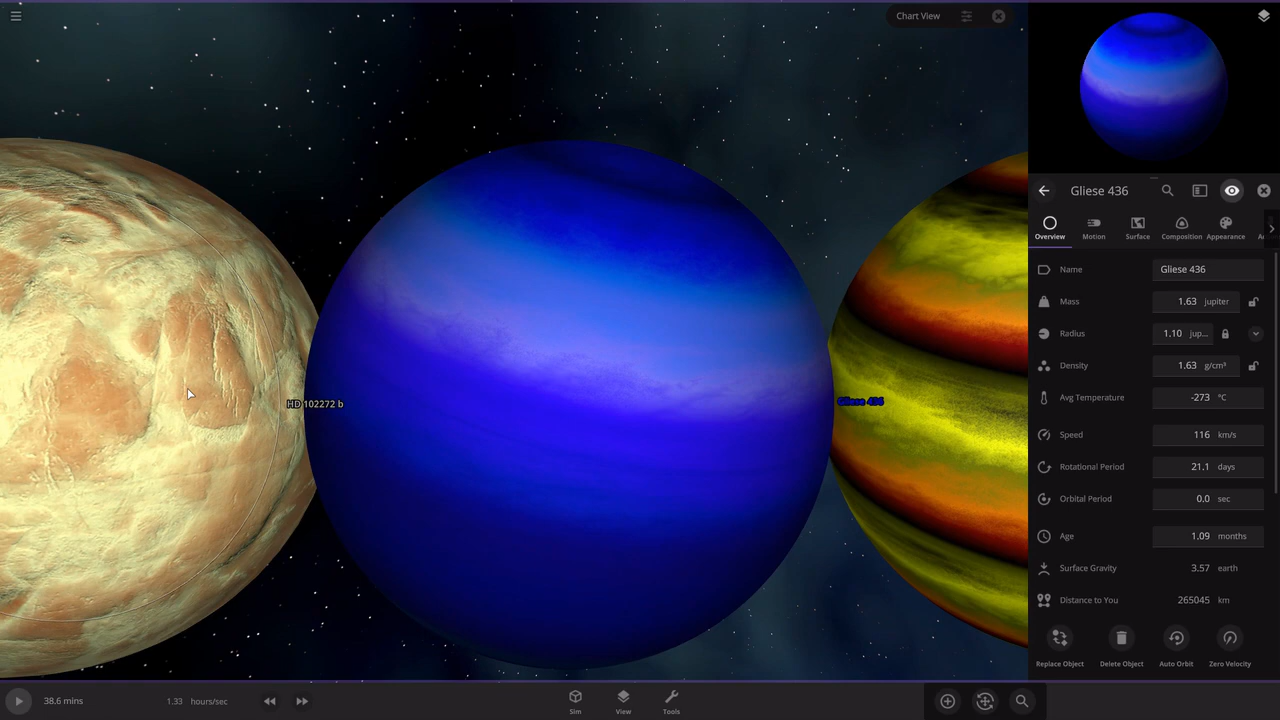 Chart View
HD 102272 b
Gliese 436
Gliese 436
Overview
Motion
Surface
Composition
Appearance
Name
Gliese 436
Mass
1.63 jupiter
Radius
1.10 jup...
Density
1.63 g/cm³
Avg Temperature
-273 °C
Speed
116 km/s
Rotational Period
21.1 days
Orbital Period
0.0 sec
Age
1.09 months
Surface Gravity
3.57 earth
Distance to You
265045 km
Replace Object
Delete Object
Auto Orbit
Zero Velocity
38.6 mins
1.33 hours/sec
Sim
View
Tools